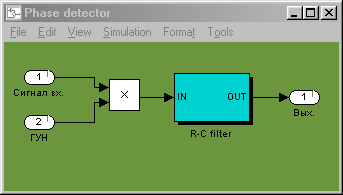 Phase detector
File Edit View Simulation Format Tools
1
Сигнал вх.
2
ГУН
×
IN OUT
R-C filter
1
Вых.